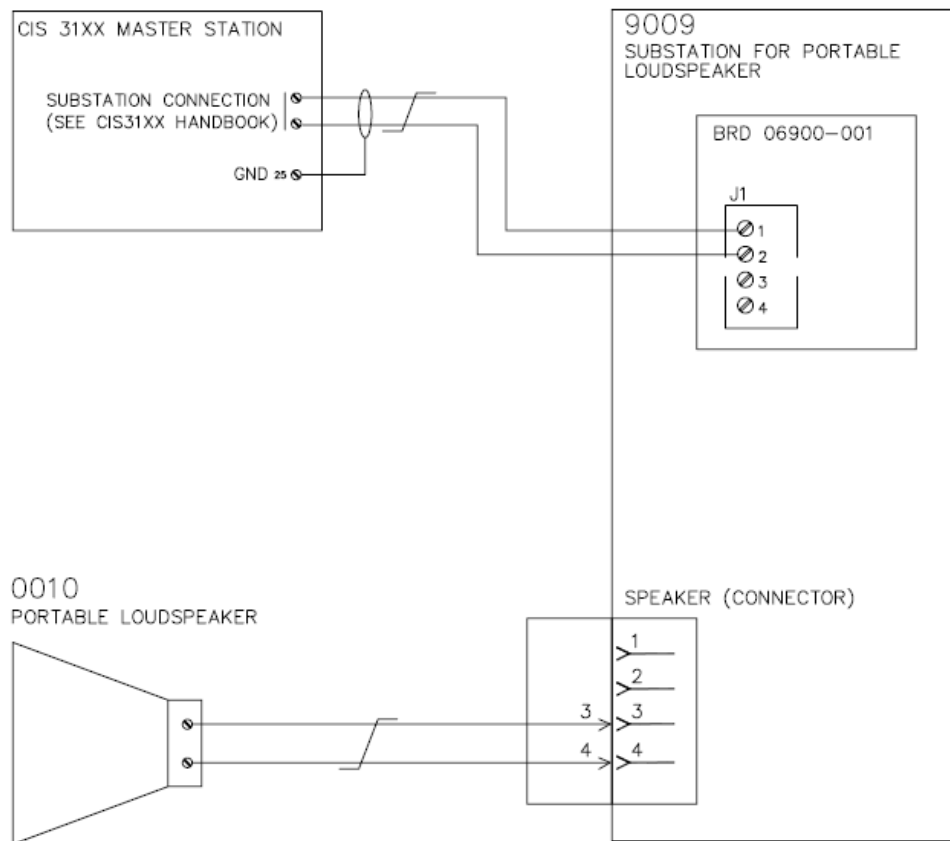 CIS 31XX MASTER STATION
SUBSTATION CONNECTION
(SEE CIS31XX HANDBOOK)
GND 25
9009
SUBSTATION FOR PORTABLE
LOUDSPEAKER
BRD 06900-001
J1
1
2
3
4
0010
PORTABLE LOUDSPEAKER
SPEAKER (CONNECTOR)
1
2
3 3
4 4